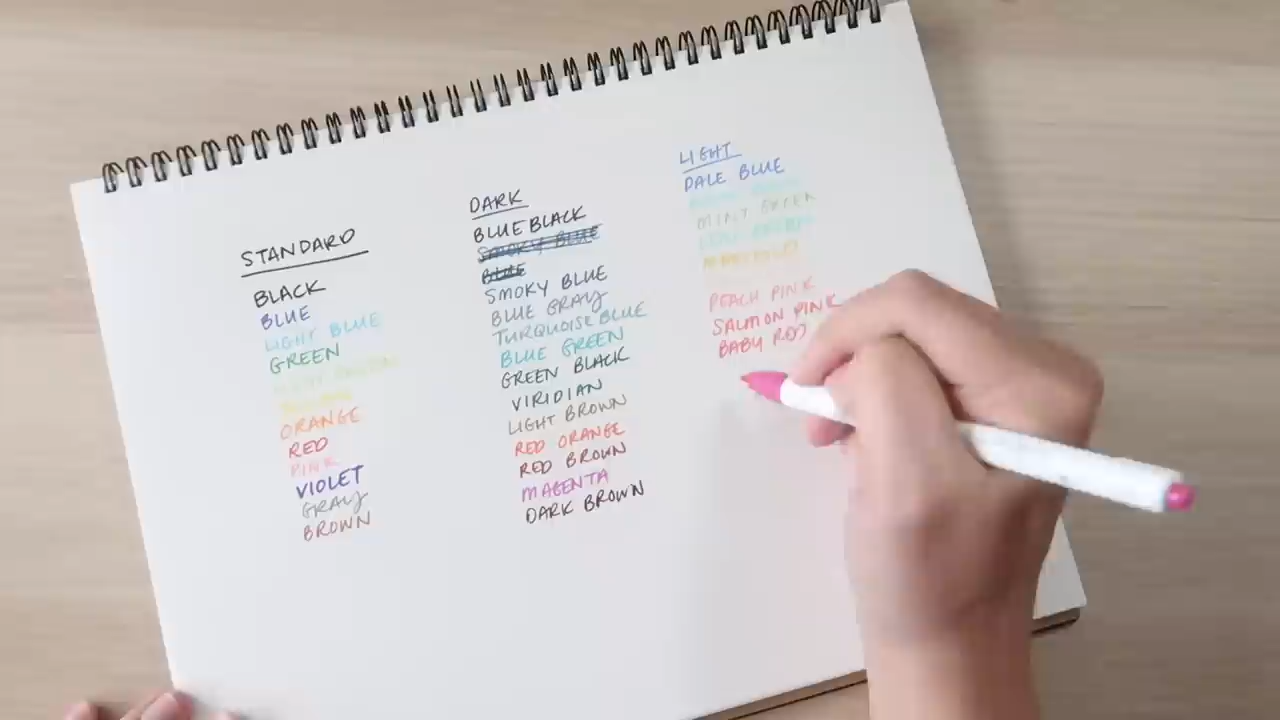 STANDARD
BLACK
BLUE
LIGHT BLUE
GREEN
ORANGE
RED
PINK
VIOLET
GRAY
BROWN
DARK
BLUE BLACK
SMOKY BLUE
BLUE
SMOKY BLUE
BLUE GRAY
TURQUOISE BLUE
BLUE GREEN
GREEN BLACK
VIRIDIAN
LIGHT BROWN
RED ORANGE
RED BROWN
MAGENTA
DARK BROWN
LIGHT
PALE BLUE
MINT GREEN
PEACH PINK
SALMON PINK
BABY RED